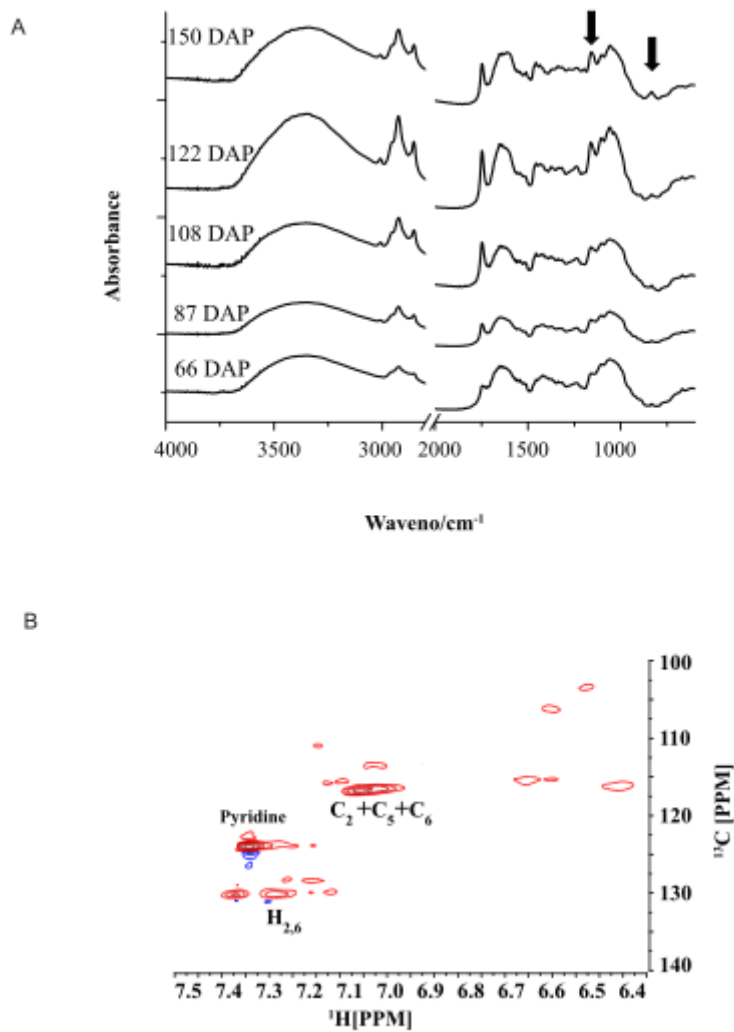 A
150 DAP
122 DAP
108 DAP
87 DAP
66 DAP
Absorbance
4000 3500 3000 2000 1500 1000
Waveno/cm⁻¹
B
100
110
120
130
140
¹³C [PPM]
Pyridine
C₂+C₅+C₆
H₂,₆
7.5 7.4 7.3 7.2 7.1 7.0 6.9 6.8 6.7 6.6 6.5 6.4
¹H[PPM]